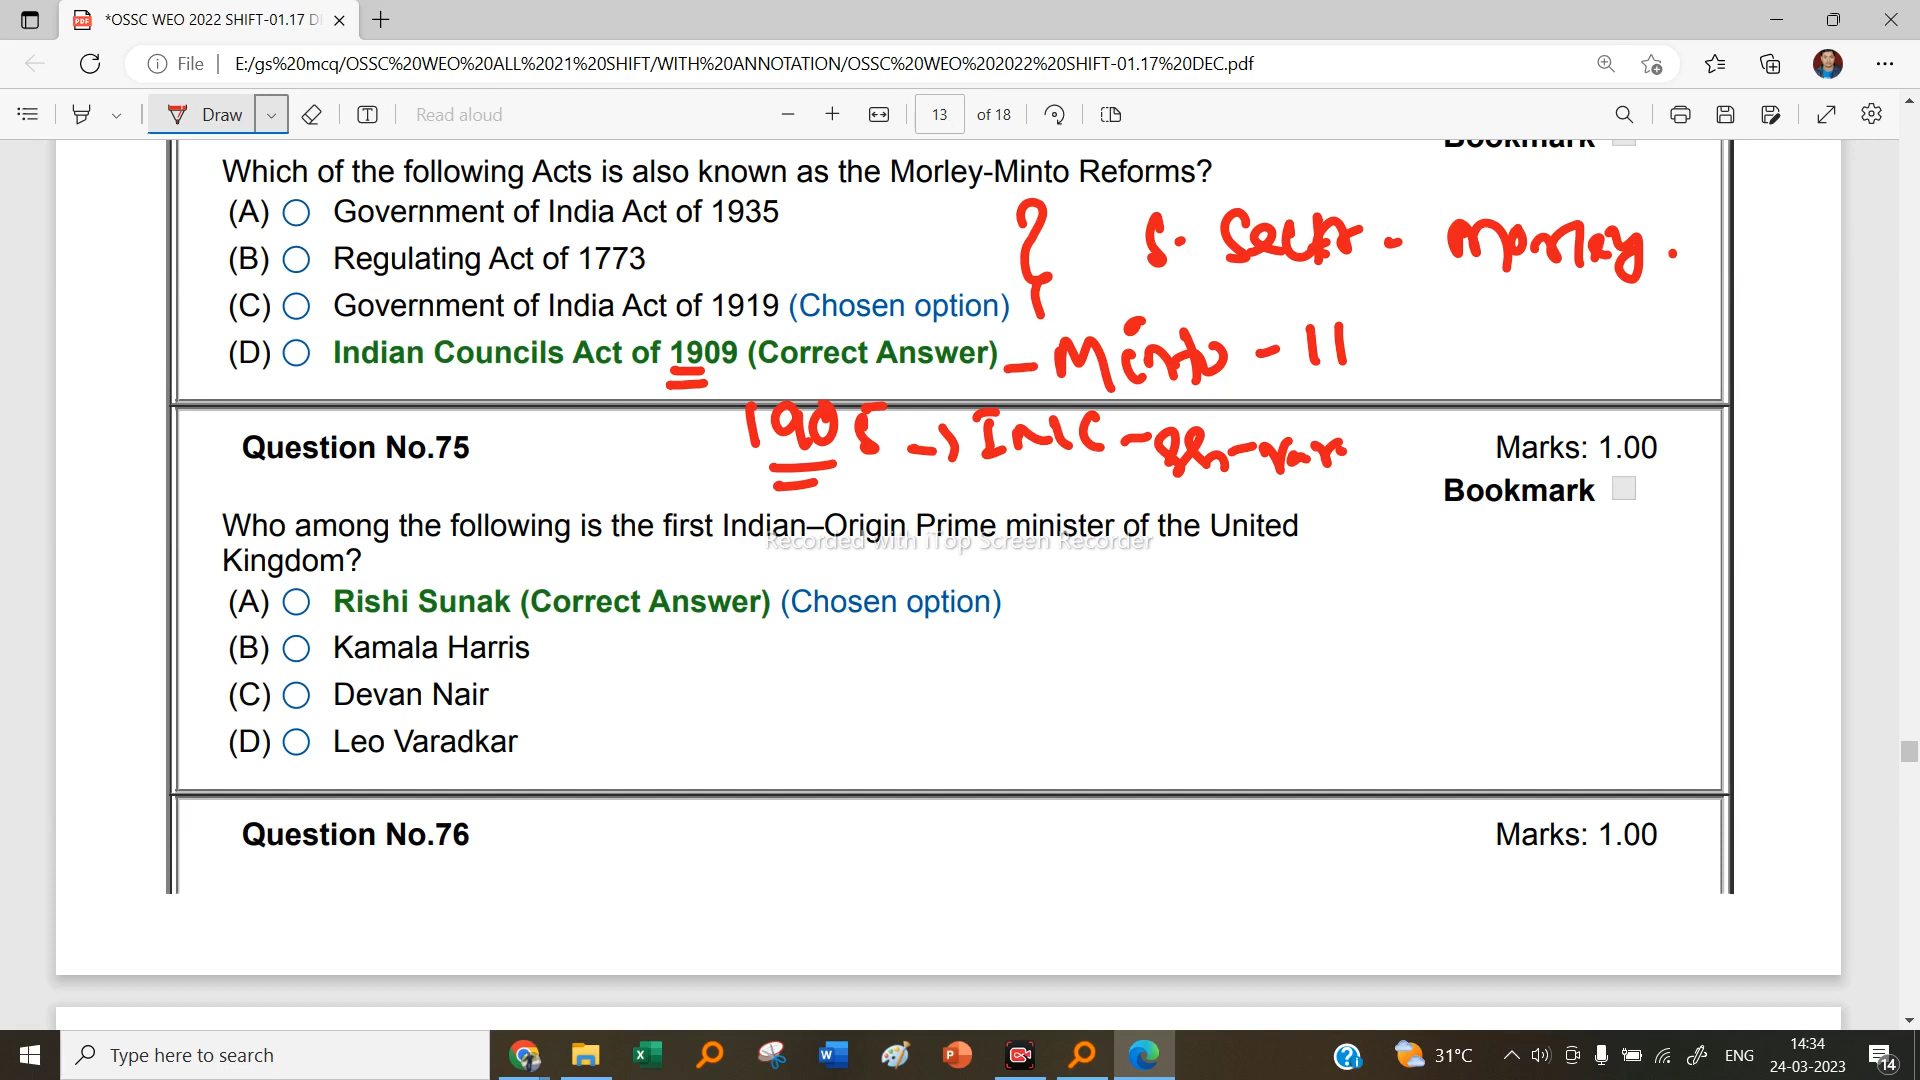 *OSSC WEO 2022 SHIFT-01.17 D
File
E:/gs%20mcq/OSSC%20WEO%20ALL%2021%20SHIFT/WITH%20ANNOTATION/OSSC%20WEO%202022%20SHIFT-01.17%20DEC.pdf
Draw
Read aloud
13 of 18
Bookmark
Which of the following Acts is also known as the Morley-Minto Reforms?
(A) Government of India Act of 1935
S. Sectr - Morley.
(B) Regulating Act of 1773
(C) Government of India Act of 1919 (Chosen option)
(D) Indian Councils Act of 1909 (Correct Answer) - Minto - II
1905 → INC
Question No.75 Marks: 1.00
Bookmark
Who among the following is the first Indian–Origin Prime minister of the United
Recorded with iTop Screen Recorder
Kingdom?
(A) Rishi Sunak (Correct Answer) (Chosen option)
(B) Kamala Harris
(C) Devan Nair
(D) Leo Varadkar
Question No.76 Marks: 1.00
Type here to search
31°C
ENG
14:34
24-03-2023
14